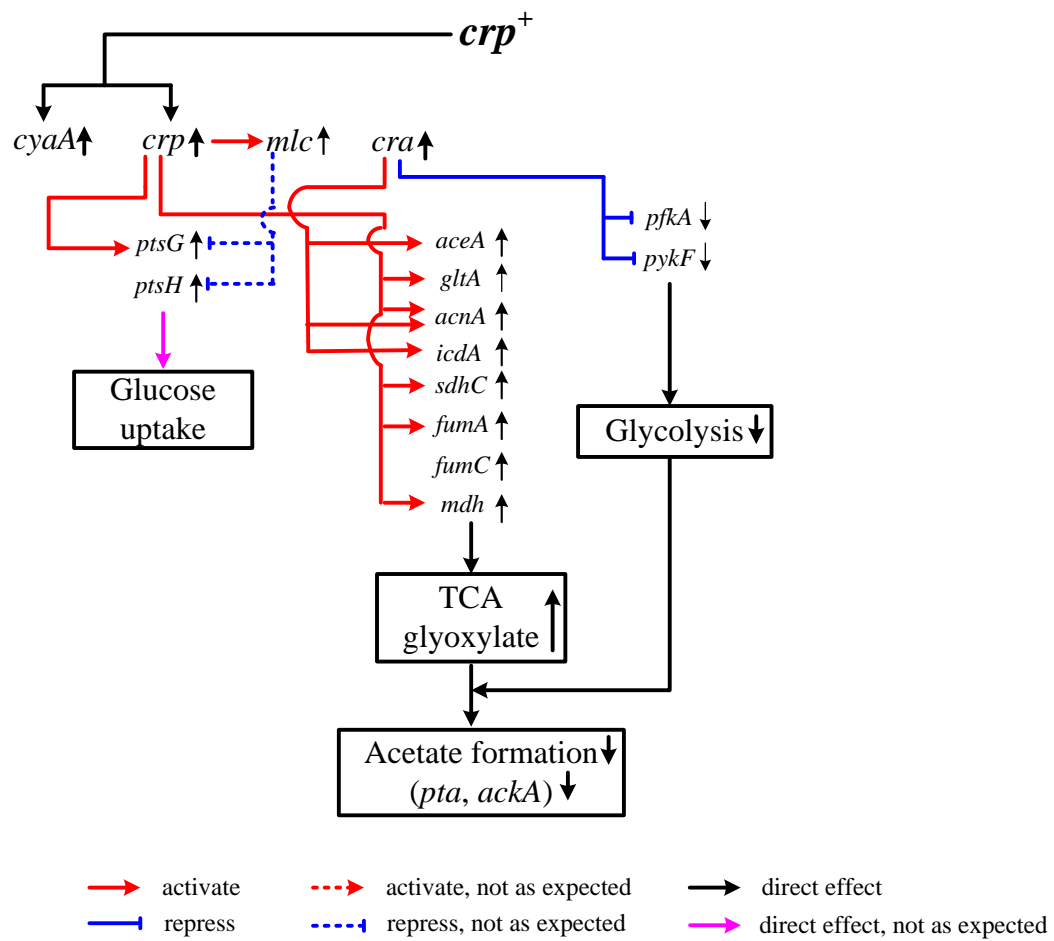 crp+
cyaA
crp
mlc
cra
ptsG
ptsH
Glucose
uptake
aceA
gltA
acnA
icdA
sdhC
fumA
fumC
mdh
pfkA
pykF
Glycolysis
TCA
glyoxylate
Acetate formation
(pta, ackA)
activate
activate, not as expected
direct effect
repress
repress, not as expected
direct effect, not as expected